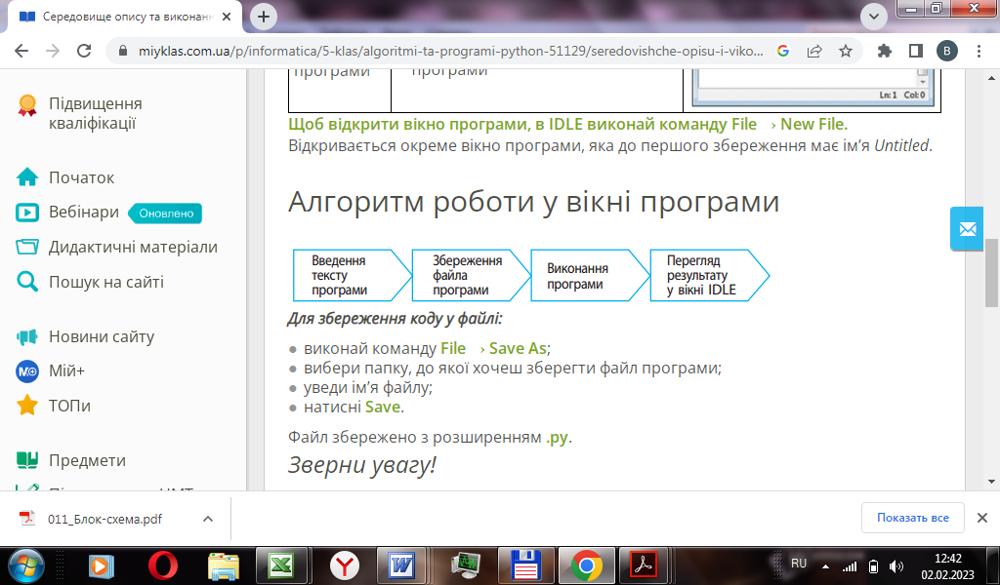 Середовище опису та виконанн
miyklas.com.ua/p/informatica/5-klas/algoritmi-ta-programi-python-51129/seredovishche-opisu-i-viko...
B
програми
програми
Ln: 1 Col: 0
Щоб відкрити вікно програми, в IDLE виконай команду File › New File.
Відкривається окреме вікно програми, яка до першого збереження має ім’я Untitled.
Алгоритм роботи у вікні програми
Введення
тексту
програми
Збереження
файла
програми
Виконання
програми
Перегляд
результату
у вікні IDLE
Для збереження коду у файлі:
● виконай команду File › Save As;
● вибери папку, до якої хочеш зберегти файл програми;
● уведи ім’я файлу;
● натисні Save.
Файл збережено з розширенням .py.
Зверни увагу!
Підвищення
кваліфікації
Початок
Вебінари Оновлено
Дидактичні матеріали
Пошук на сайті
Новини сайту
Мій+
ТОПи
Предмети
011_Блок-схема.pdf
Показать все
RU
12:42
02.02.2023